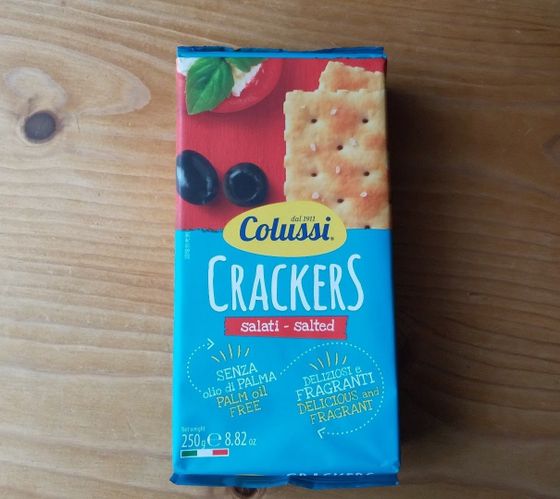 dal 1911
Colussi®
CRACKERS
salati - salted
SENZA
olio di PALMA
PALM oil
FREE
DELIZIOSI e
FRAGRANTI
DELICIOUS and
FRAGRANT
Net weight
250g e 8.82 oz
CRACKERS